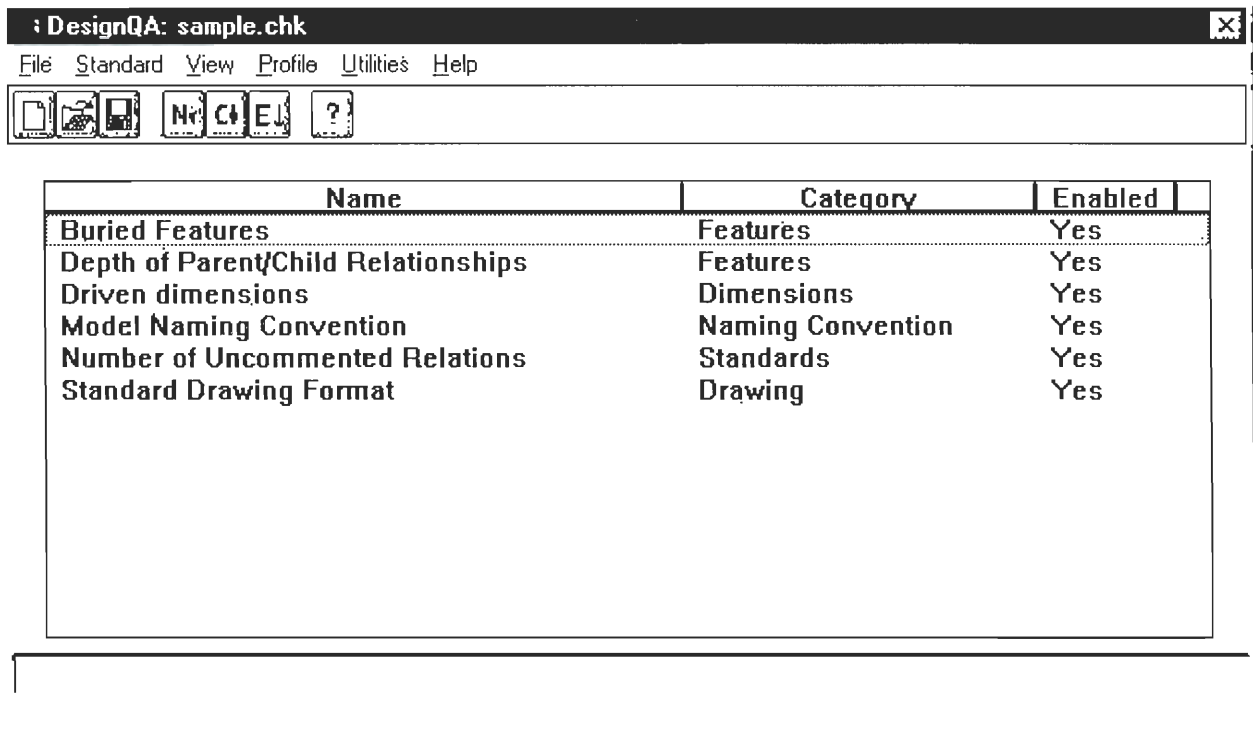 DesignQA: sample.chk
File Standard View Profile Utilities Help
?
Name Category Enabled
Buried Features Features Yes
Depth of Parent/Child Relationships Features Yes
Driven dimensions Dimensions Yes
Model Naming Convention Naming Convention Yes
Number of Uncommented Relations Standards Yes
Standard Drawing Format Drawing Yes